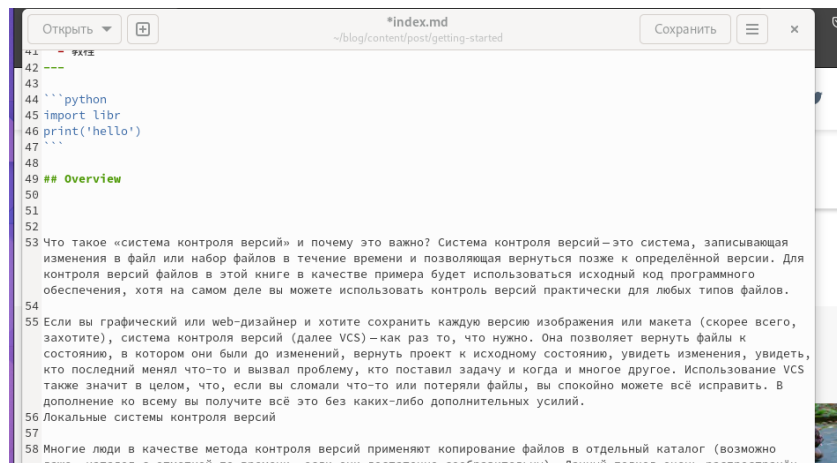 Открыть
*index.md
~/blog/content/post/getting-started
Сохранить
41 - 教程
42 ---
43
44 ```python
45 import libr
46 print('hello')
47 ```
48
49 ## Overview
50
51
52
53 Что такое «система контроля версий» и почему это важно? Система контроля версий — это система, записывающая
изменения в файл или набор файлов в течение времени и позволяющая вернуться позже к определённой версии. Для
контроля версий файлов в этой книге в качестве примера будет использоваться исходный код программного
обеспечения, хотя на самом деле вы можете использовать контроль версий практически для любых типов файлов.
54
55 Если вы графический или web-дизайнер и хотите сохранить каждую версию изображения или макета (скорее всего,
захотите), система контроля версий (далее VCS) — как раз то, что нужно. Она позволяет вернуть файлы к
состоянию, в котором они были до изменений, вернуть проект к исходному состоянию, увидеть изменения, увидеть,
кто последний менял что-то и вызвал проблему, кто поставил задачу и когда и многое другое. Использование VCS
также значит в целом, что, если вы сломали что-то или потеряли файлы, вы спокойно можете всё исправить. В
дополнение ко всему вы получите всё это без каких-либо дополнительных усилий.
56 Локальные системы контроля версий
57
58 Многие люди в качестве метода контроля версий применяют копирование файлов в отдельный каталог (возможно